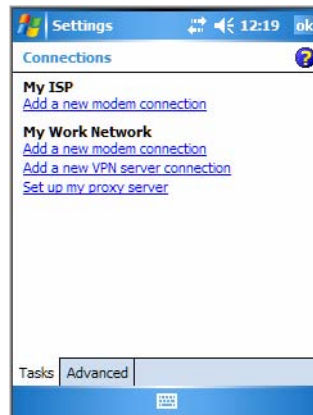 Settings 12:19 ok
Connections
My ISP
Add a new modem connection
My Work Network
Add a new modem connection
Add a new VPN server connection
Set up my proxy server
Tasks Advanced